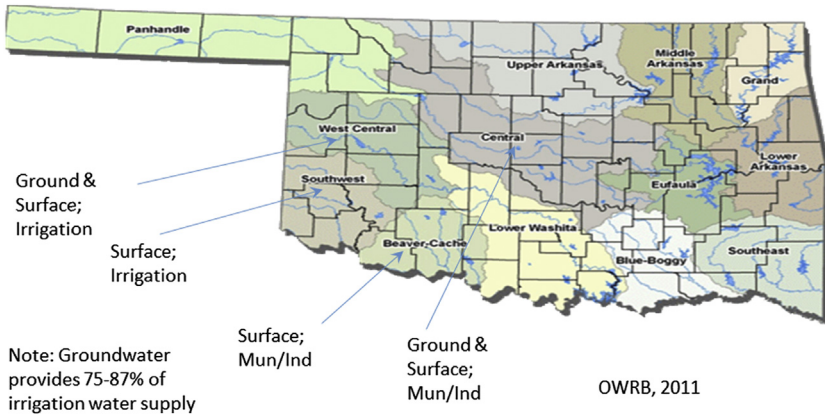 Panhandle
Upper Arkansas
Middle
Arkansas
Grand
West Central
Central
Lower
Arkansas
Southwest
Eufaula
Beaver-Cache
Lower Washita
Blue-Boggy
Southeast
Ground &
Surface;
Irrigation
Surface;
Irrigation
Surface;
Mun/Ind
Ground &
Surface;
Mun/Ind
Note: Groundwater
provides 75-87% of
irrigation water supply
OWRB, 2011